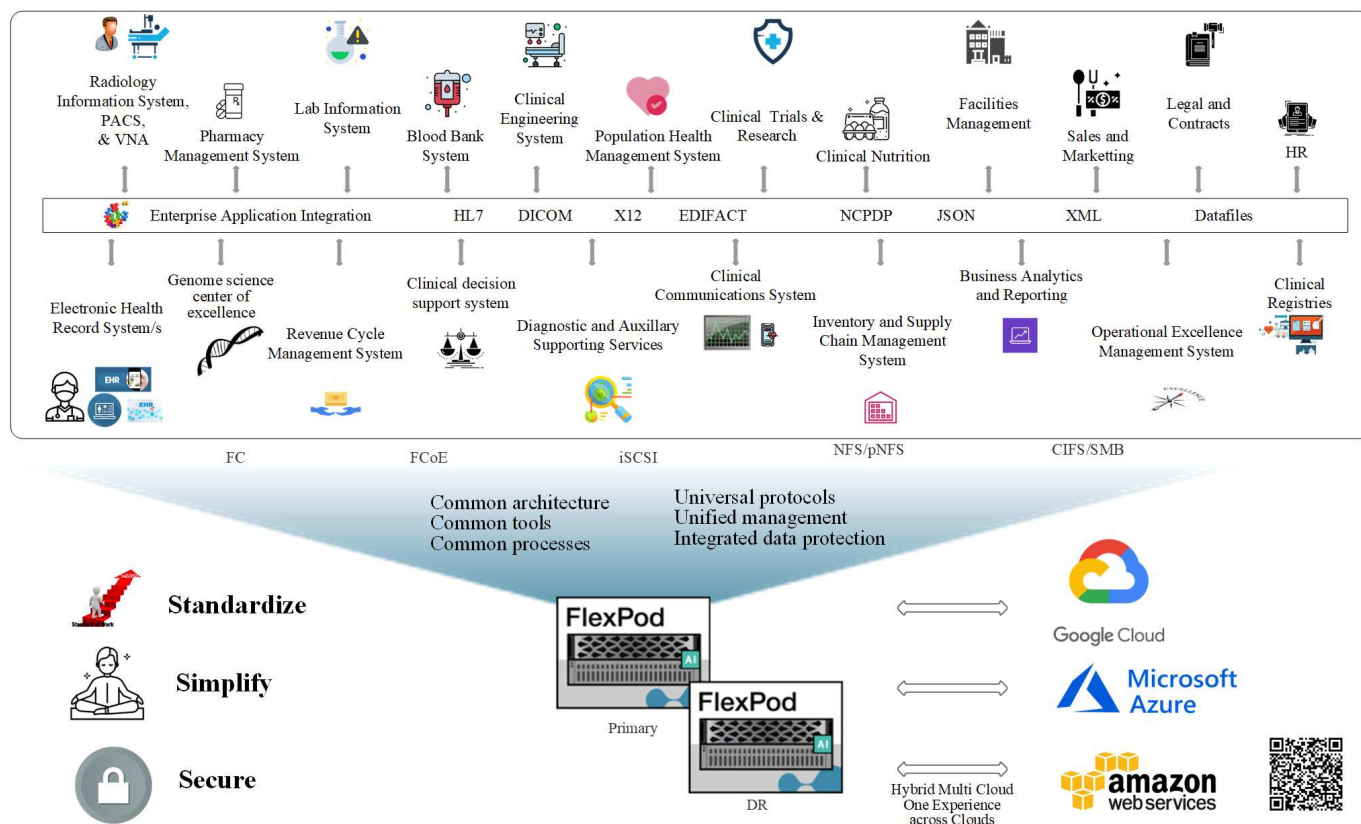 Radiology
Information System,
PACS,
& VNA
Pharmacy
Management System
Lab Information
System
Blood Bank
System
Clinical
Engineering
System
Population Health
Management System
Clinical Trials &
Research
Clinical Nutrition
Facilities
Management
Sales and
Marketting
Legal and
Contracts
HR
Enterprise Application Integration HL7 DICOM X12 EDIFACT NCPDP JSON XML Datafiles
Electronic Health
Record System/s
EHR
EHR
Genome science
center of
excellence
Revenue Cycle
Management System
Clinical decision
support system
Diagnostic and Auxillary
Supporting Services
Clinical
Communications System
Inventory and Supply
Chain Management
System
Business Analytics
and Reporting
Operational Excellence
Management System
EXCELLENCE
Clinical
Registries
FC FCoE iSCSI NFS/pNFS CIFS/SMB
Common architecture
Common tools
Common processes
Universal protocols
Unified management
Integrated data protection
Standardize
Simplify
Secure
FlexPod
AI
Primary
FlexPod
AI
DR
Google Cloud
Microsoft
Azure
amazon
web services
Hybrid Multi Cloud
One Experience
across Clouds